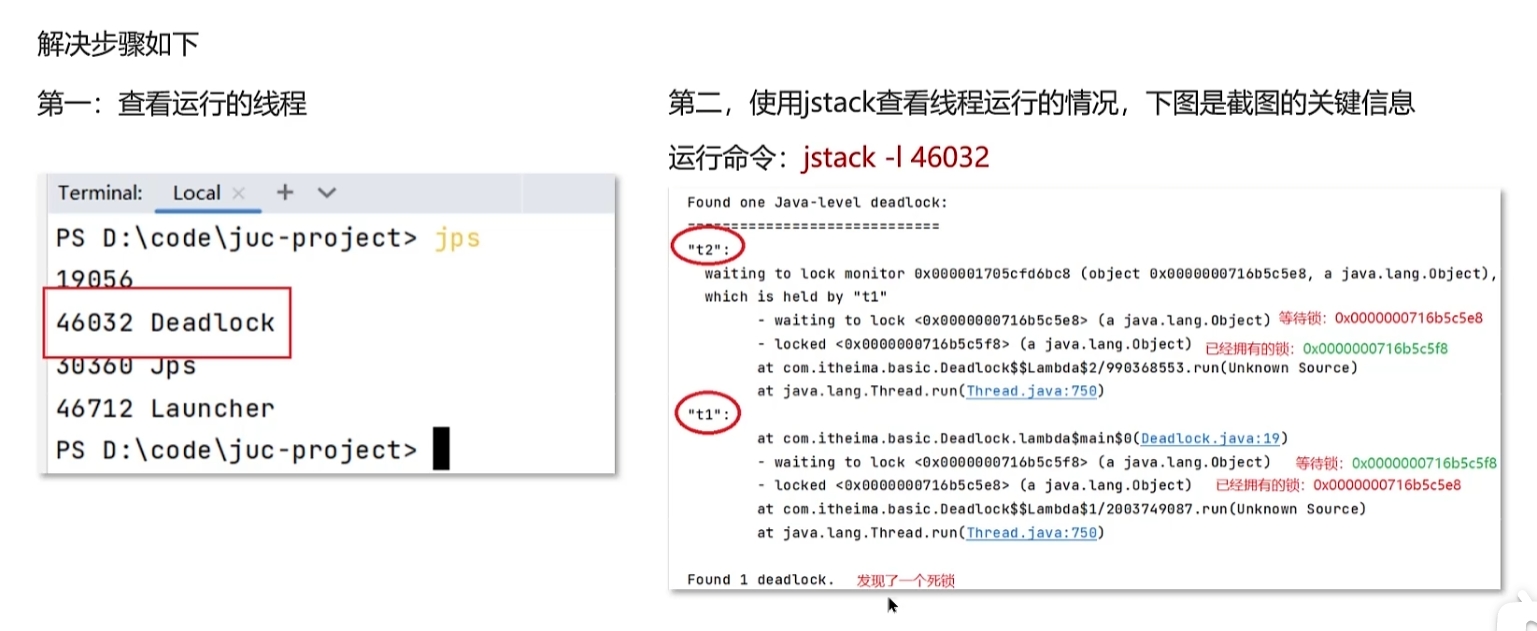 解决步骤如下
第一：查看运行的线程
Terminal: Local × +
PS D:\code\juc-project> jps
19056
46032 Deadlock
30360 Jps
46712 Launcher
PS D:\code\juc-project>
第二，使用jstack查看线程运行的情况，下图是截图的关键信息
运行命令：jstack -l 46032
Found one Java-level deadlock:
=============================
"t2":
waiting to lock monitor 0x000001705cfd6bc8 (object 0x0000000716b5c5e8, a java.lang.Object),
which is held by "t1"
- waiting to lock <0x0000000716b5c5e8> (a java.lang.Object) 等待锁：0x0000000716b5c5e8
- locked <0x0000000716b5c5f8> (a java.lang.Object) 已经拥有的锁：0x0000000716b5c5f8
at com.itheima.basic.Deadlock$$Lambda$2/990368553.run(Unknown Source)
at java.lang.Thread.run(Thread.java:750)
"t1":
at com.itheima.basic.Deadlock.lambda$main$0(Deadlock.java:19)
- waiting to lock <0x0000000716b5c5f8> (a java.lang.Object) 等待锁：0x0000000716b5c5f8
- locked <0x0000000716b5c5e8> (a java.lang.Object) 已经拥有的锁：0x0000000716b5c5e8
at com.itheima.basic.Deadlock$$Lambda$1/2003749087.run(Unknown Source)
at java.lang.Thread.run(Thread.java:750)
Found 1 deadlock. 发现了一个死锁